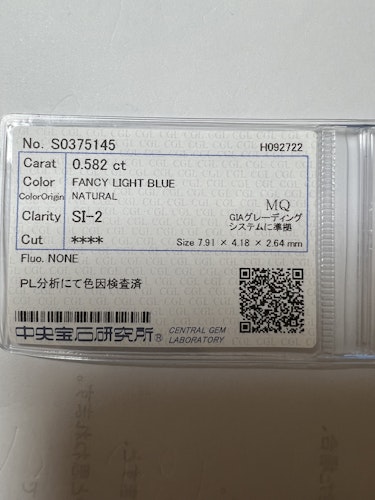 No. S0375145 H092722
Carat 0.582 ct
Color FANCY LIGHT BLUE
ColorOrigin NATURAL
Clarity SI-2
MQ
GIAグレーディング
システムに準拠
Cut ****
Size 7.91 × 4.18 × 2.64 mm
Fluo. NONE
PL分析にて色因検査済
中央宝石研究所®
CENTRAL GEM
LABORATORY